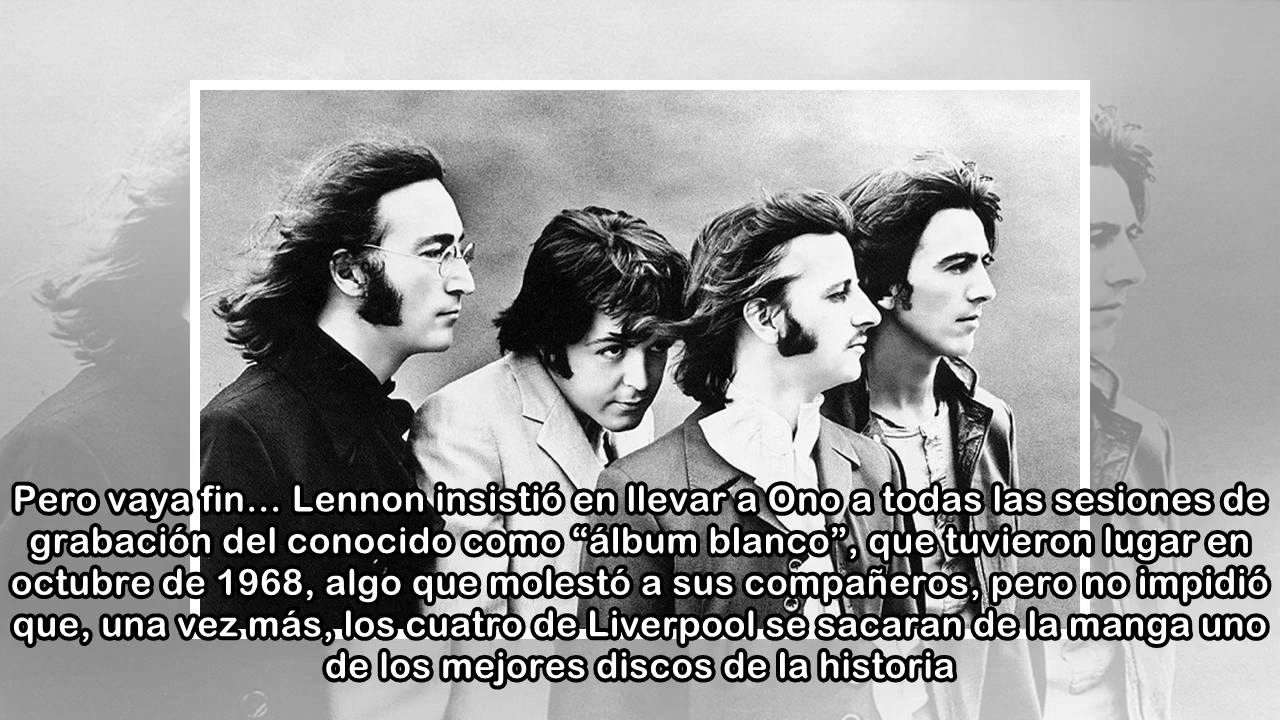 Pero vaya fin... Lennon insistió en llevar a Ono a todas las sesiones de
grabación del conocido como “álbum blanco”, que tuvieron lugar en
octubre de 1968, algo que molestó a sus compañeros, pero no impidió
que, una vez más, los cuatro de Liverpool se sacaran de la manga uno
de los mejores discos de la historia